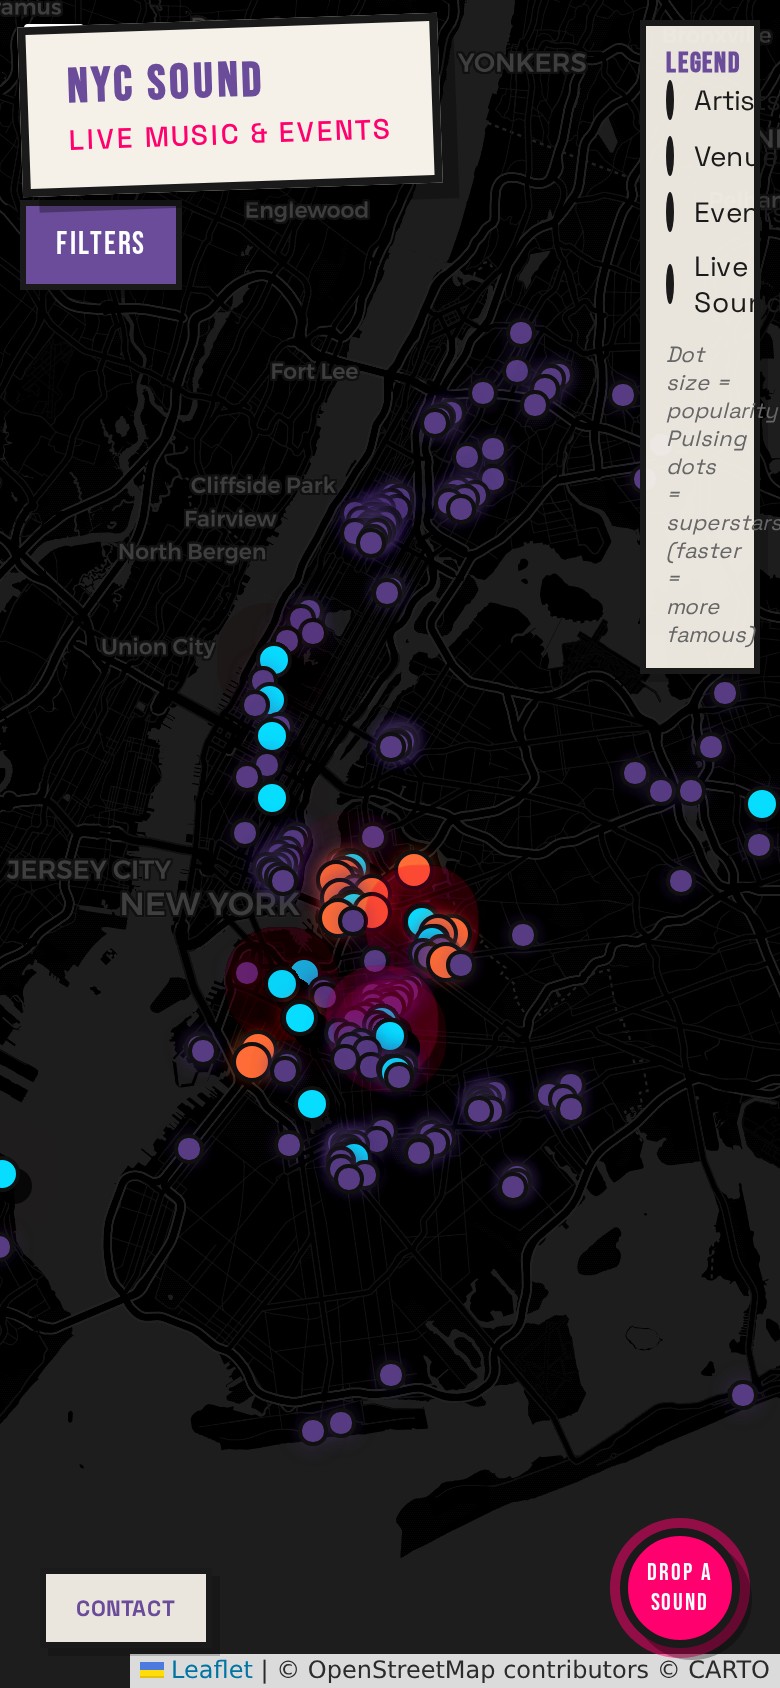 NYC SOUND
LIVE MUSIC & EVENTS
FILTERS
YONKERS
Englewood
Fort Lee
Cliffside Park
Fairview
North Bergen
Union City
JERSEY CITY
NEW YORK
LEGEND
Artis
Venu
Even
Live
Soun
Dot
size =
popularity
Pulsing
dots
=
superstars
(faster
=
more
famous)
CONTACT
DROP A
SOUND
Leaflet | © OpenStreetMap contributors © CARTO